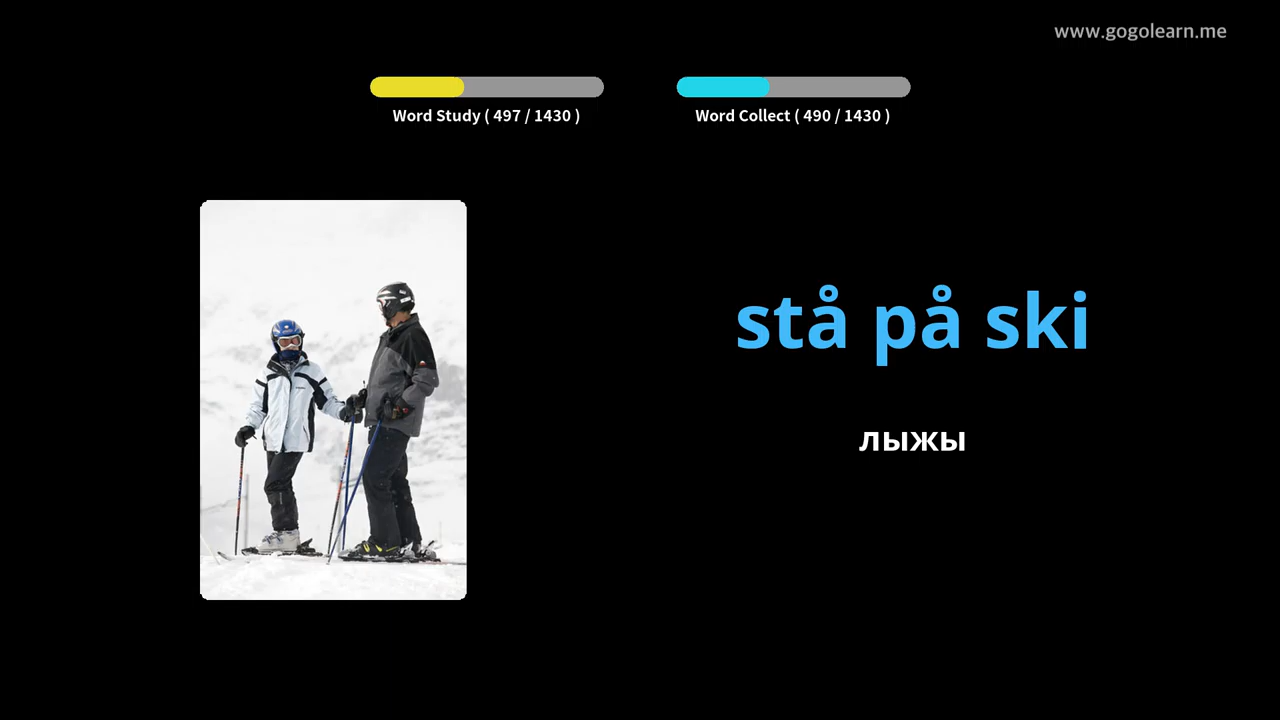 www.gogolearn.me
Word Study ( 497 / 1430 )
Word Collect ( 490 / 1430 )
stå på ski
лыжы